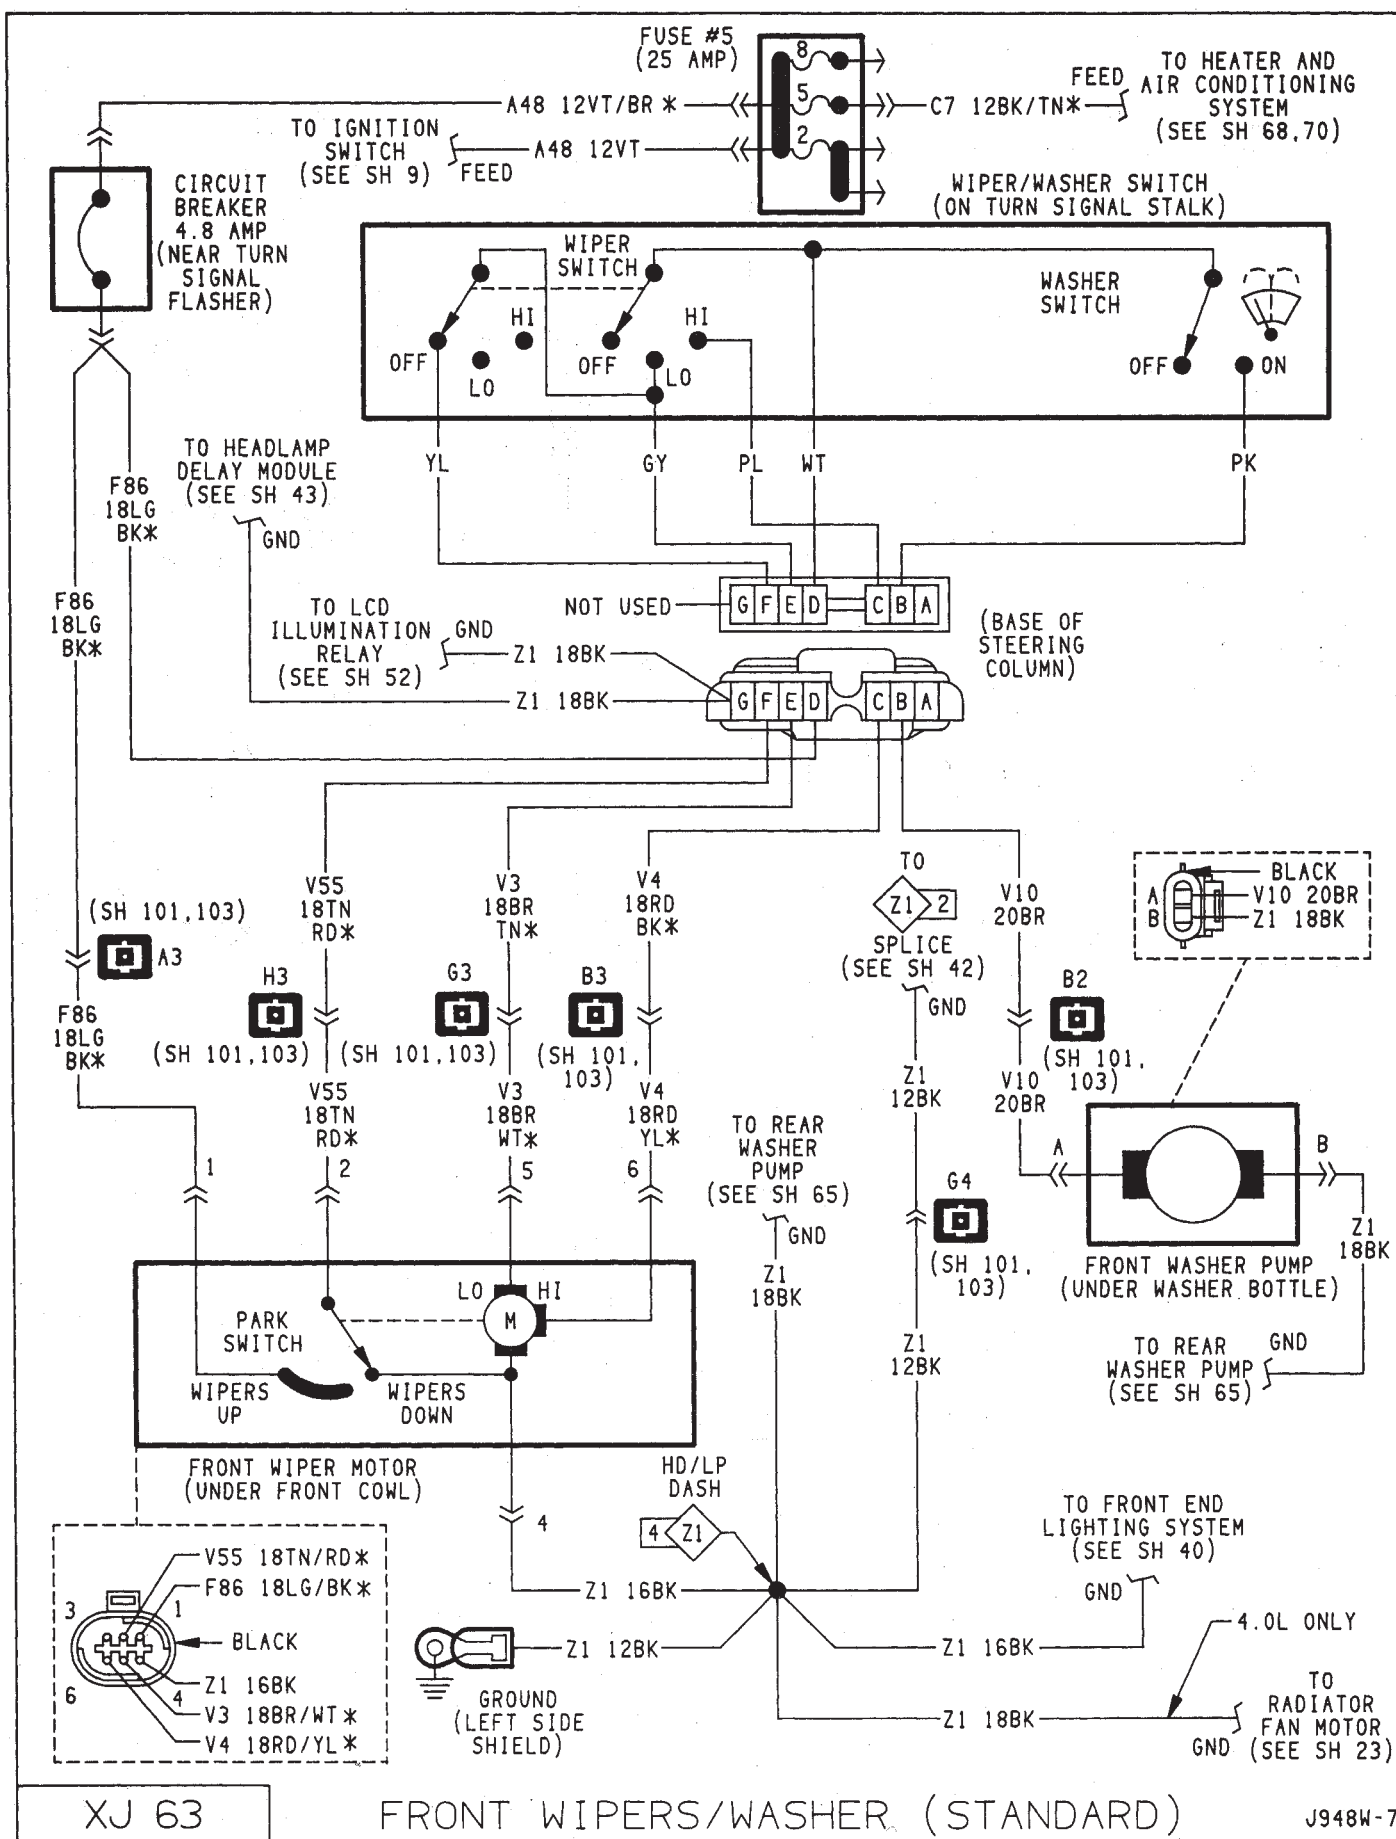 FUSE #5
(25 AMP)
8
5
2
A48 12VT/BR *
C7 12BK/TN*
FEED
TO HEATER AND
AIR CONDITIONING
SYSTEM
(SEE SH 68,70)
TO IGNITION
SWITCH
(SEE SH 9)
FEED
A48 12VT
CIRCUIT
BREAKER
4.8 AMP
(NEAR TURN
SIGNAL
FLASHER)
WIPER/WASHER SWITCH
(ON TURN SIGNAL STALK)
WIPER
SWITCH
OFF
LO
HI
OFF
LO
HI
WASHER
SWITCH
OFF
ON
YL
GY
PL
WT
PK
TO HEADLAMP
DELAY MODULE
(SEE SH 43)
GND
F86
18LG
BK*
F86
18LG
BK*
NOT USED
G F E D C B A
(BASE OF
STEERING
COLUMN)
TO LCD
ILLUMINATION
RELAY
(SEE SH 52)
GND
Z1 18BK
Z1 18BK
G F E D C B A
V55
18TN
RD*
V3
18BR
TN*
V4
18RD
BK*
TO
Z1 2
SPLICE
(SEE SH 42)
GND
V10
20BR
BLACK
A
V10 20BR
B
Z1 18BK
(SH 101,103)
A3
H3
(SH 101,103)
G3
(SH 101,103)
B3
(SH 101,
103)
B2
(SH 101,
103)
F86
18LG
BK*
V55
18TN
RD*
V3
18BR
WT*
V4
18RD
YL*
Z1
12BK
V10
20BR
1
2
5
6
TO REAR
WASHER
PUMP
(SEE SH 65)
GND
Z1
18BK
G4
(SH 101,
103)
Z1
12BK
A
B
FRONT WASHER PUMP
(UNDER WASHER BOTTLE)
Z1
18BK
TO REAR
WASHER PUMP
(SEE SH 65)
GND
LO
HI
M
PARK
SWITCH
WIPERS
UP
WIPERS
DOWN
FRONT WIPER MOTOR
(UNDER FRONT COWL)
4
HD/LP
DASH
4 Z1
Z1 16BK
Z1 12BK
GROUND
(LEFT SIDE
SHIELD)
TO FRONT END
LIGHTING SYSTEM
(SEE SH 40)
GND
Z1 16BK
4.0L ONLY
Z1 18BK
TO
RADIATOR
FAN MOTOR
(SEE SH 23)
GND
V55 18TN/RD*
F86 18LG/BK*
3
1
BLACK
6
4
Z1 16BK
V3 18BR/WT*
V4 18RD/YL*
XJ 63
FRONT WIPERS/WASHER (STANDARD)
J948W-7